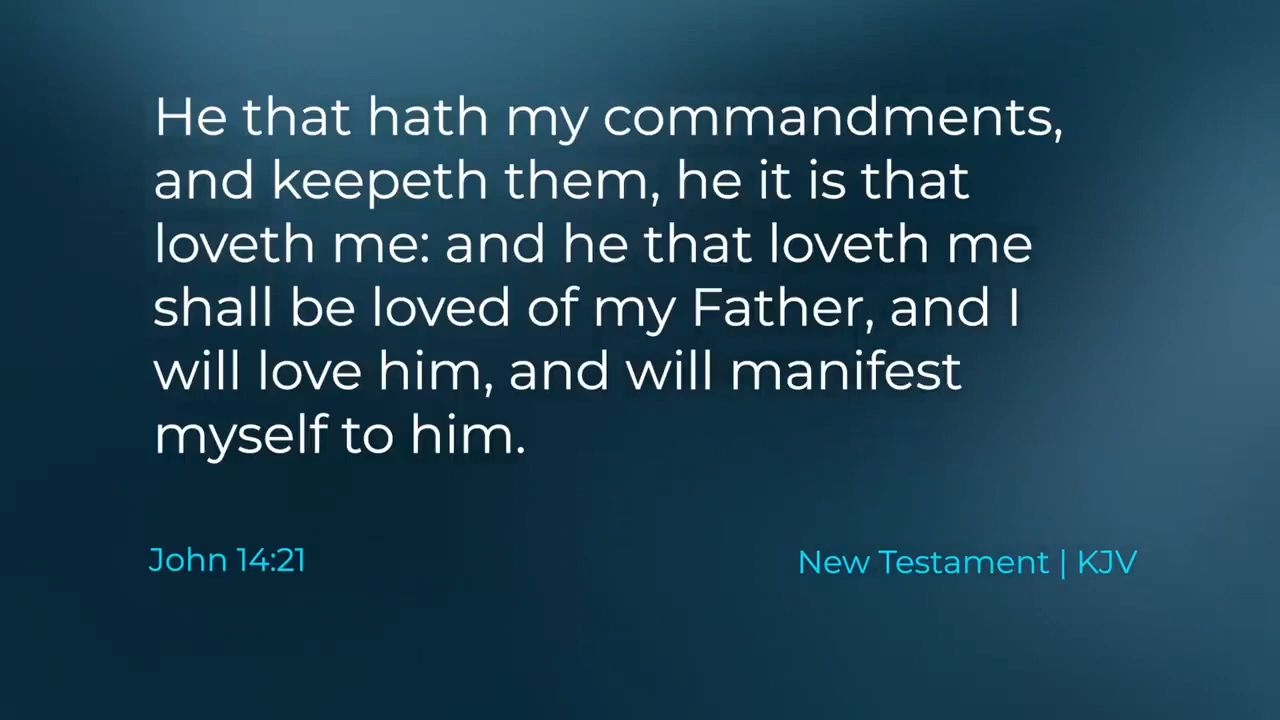 He that hath my commandments,
and keepeth them, he it is that
loveth me: and he that loveth me
shall be loved of my Father, and I
will love him, and will manifest
myself to him.
John 14:21
New Testament | KJV